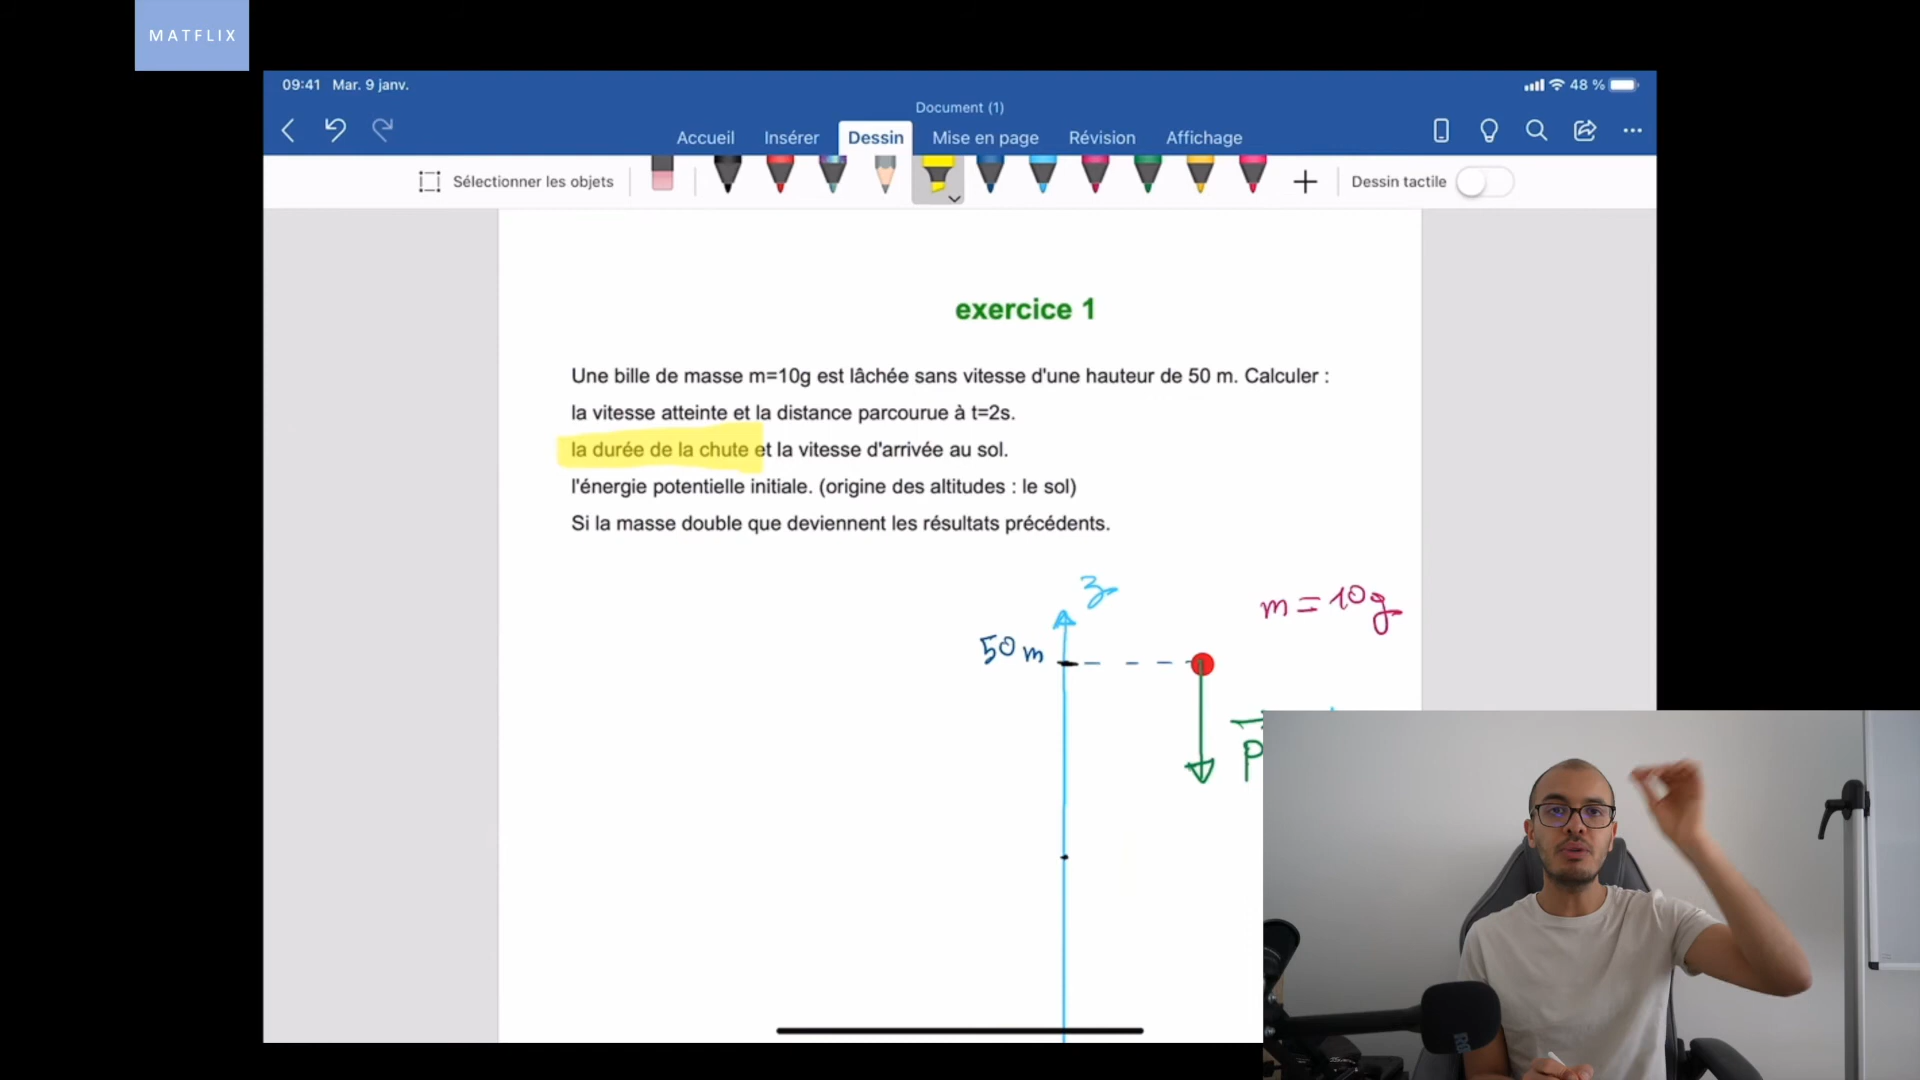 MATFLIX
09:41 Mar. 9 janv.
48 %
Document (1)
Accueil Insérer Dessin Mise en page Révision Affichage
Sélectionner les objets
Dessin tactile
exercice 1
Une bille de masse m=10g est lâchée sans vitesse d'une hauteur de 50 m. Calculer :
la vitesse atteinte et la distance parcourue à t=2s.
la durée de la chute et la vitesse d'arrivée au sol.
l'énergie potentielle initiale. (origine des altitudes : le sol)
Si la masse double que deviennent les résultats précédents.
z
m = 10g
50 m
P